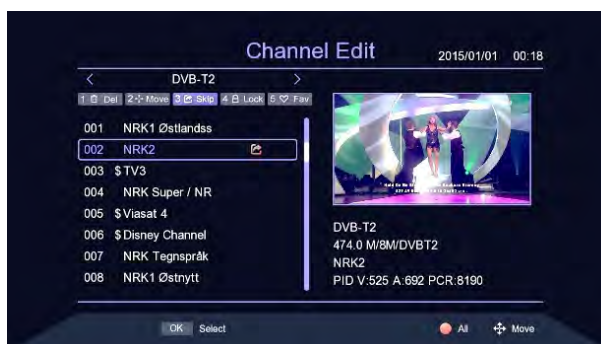 Channel Edit
2015/01/01 00:18
DVB-T2
1 Del 2 Move 3 Skip 4 Lock 5 Fav
001 NRK1 Østlandss
002 NRK2
003 $ TV3
004 NRK Super / NR
005 $ Viasat 4
006 $ Disney Channel
007 NRK Tegnspråk
008 NRK1 Østnytt
DVB-T2
474.0 M/8M/DVBT2
NRK2
PID V:525 A:692 PCR:8190
OK Select
All Move